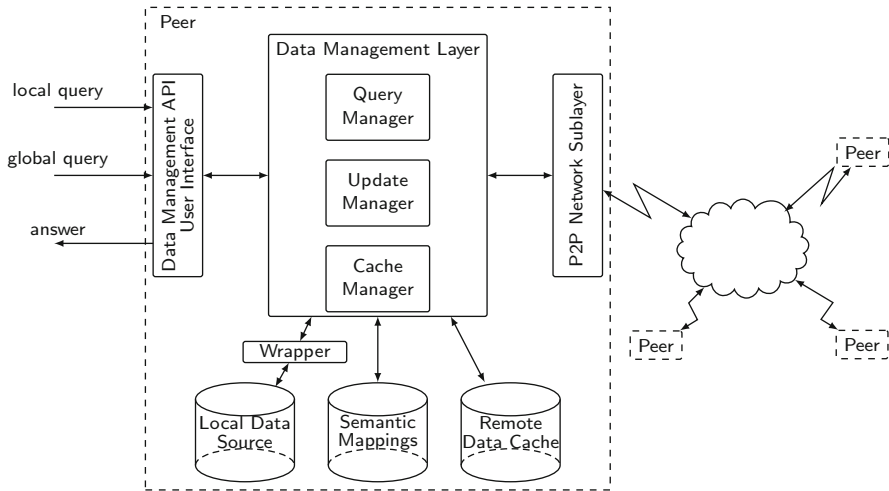 Peer
Data Management Layer
local query
global query
answer
Data Management API
User Interface
Query
Manager
Update
Manager
Cache
Manager
P2P Network Sublayer
Peer
Peer
Peer
Wrapper
Local Data
Source
Semantic
Mappings
Remote
Data Cache